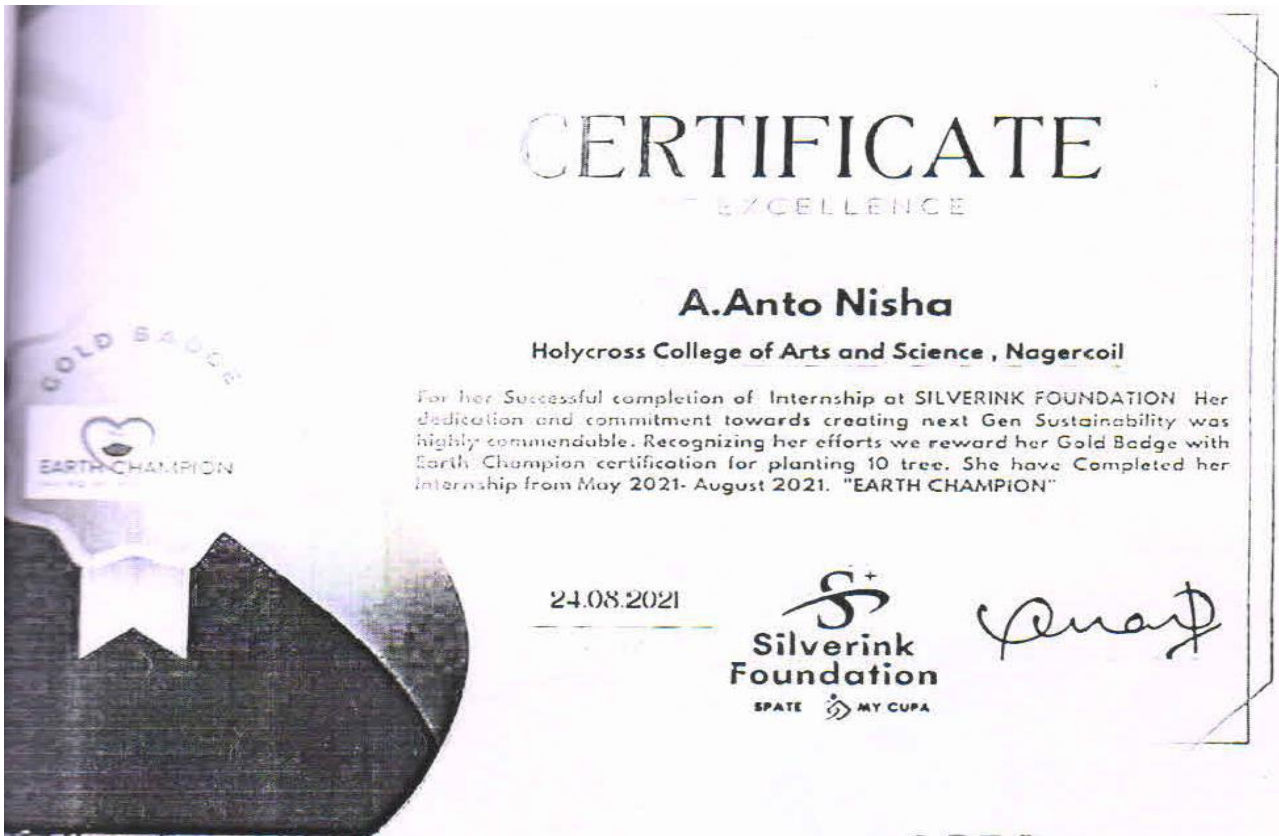 CERTIFICATE
EXCELLENCE
A.Anto Nisha
Holycross College of Arts and Science , Nagercoil
For her Successful completion of Internship at SILVERINK FOUNDATION Her
dedication and commitment towards creating next Gen Sustainability was
highly commendable. Recognizing her efforts we reward her Gold Badge with
Earth Champion certification for planting 10 tree. She have Completed her
Internship from May 2021- August 2021. "EARTH CHAMPION"
GOLD BADGE
EARTH CHAMPION
24.08.2021
Silverink
Foundation
SPATE MY CUPA